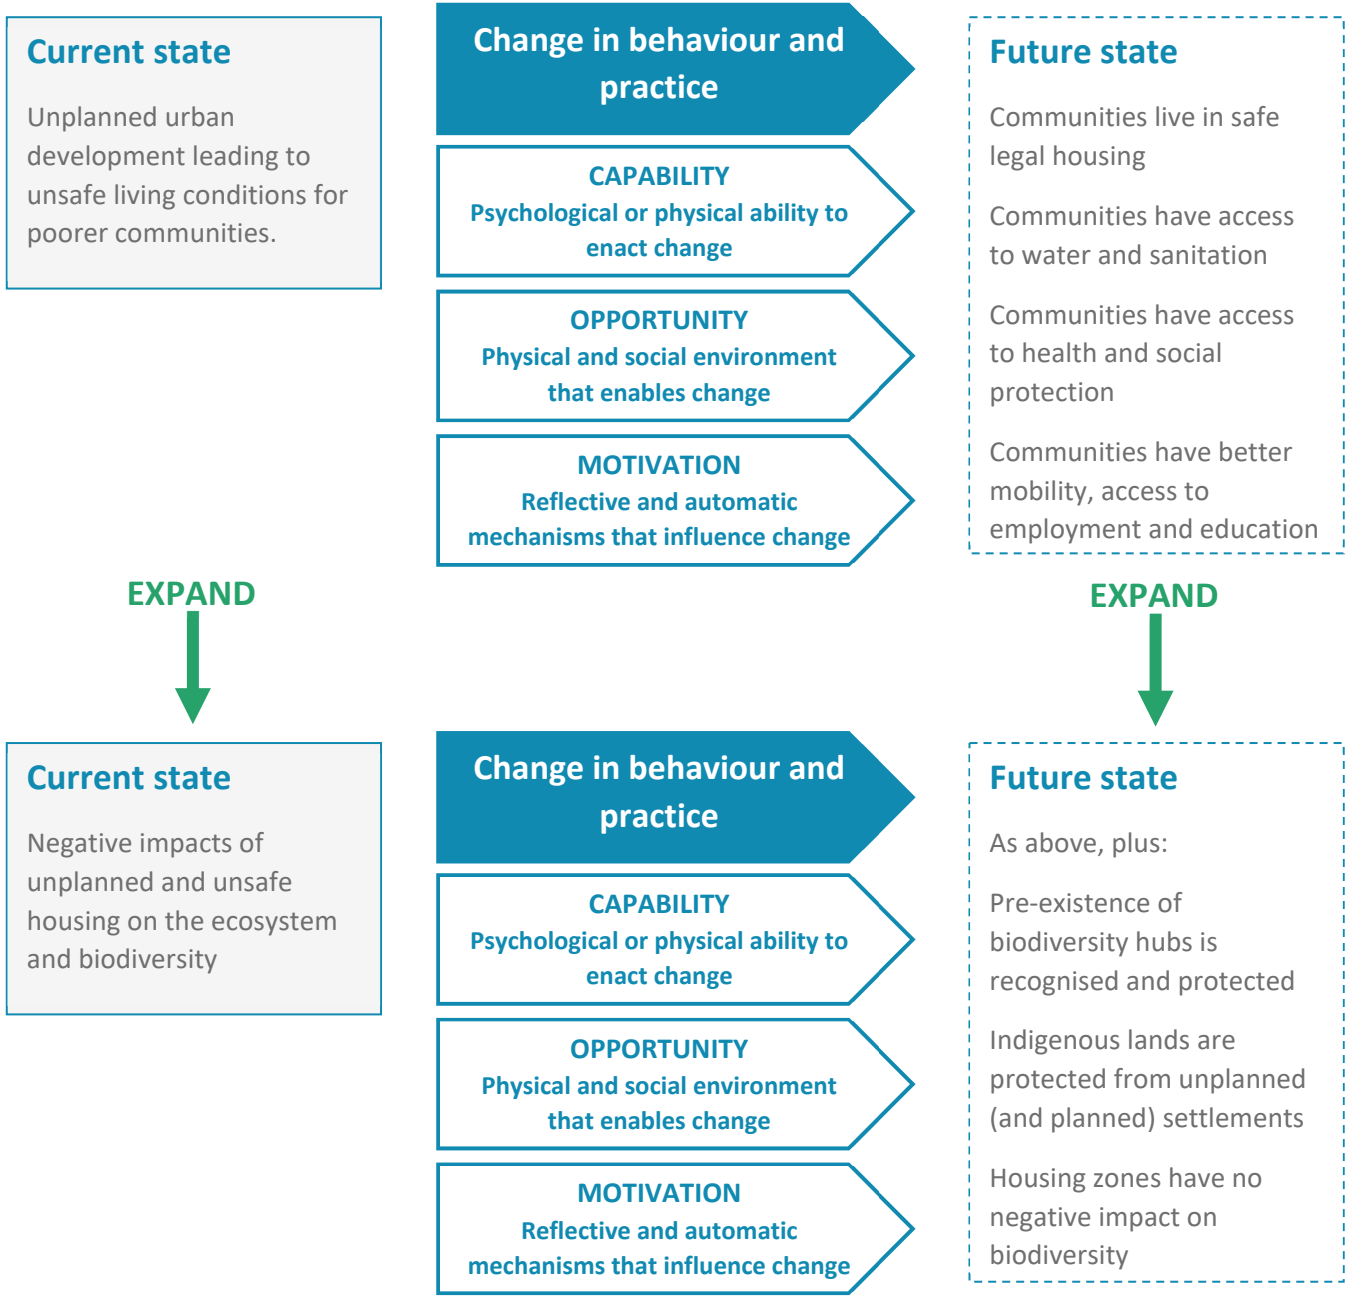 Current state
Unplanned urban
development leading to
unsafe living conditions for
poorer communities.
Change in behaviour and
practice
CAPABILITY
Psychological or physical ability to
enact change
OPPORTUNITY
Physical and social environment
that enables change
MOTIVATION
Reflective and automatic
mechanisms that influence change
Future state
Communities live in safe
legal housing
Communities have access
to water and sanitation
Communities have access
to health and social
protection
Communities have better
mobility, access to
employment and education
EXPAND
EXPAND
Current state
Negative impacts of
unplanned and unsafe
housing on the ecosystem
and biodiversity
Change in behaviour and
practice
CAPABILITY
Psychological or physical ability to
enact change
OPPORTUNITY
Physical and social environment
that enables change
MOTIVATION
Reflective and automatic
mechanisms that influence change
Future state
As above, plus:
Pre-existence of
biodiversity hubs is
recognised and protected
Indigenous lands are
protected from unplanned
(and planned) settlements
Housing zones have no
negative impact on
biodiversity